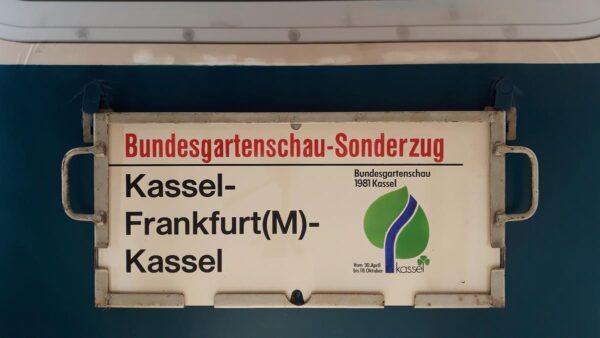 Bundesgartenschau-Sonderzug
Kassel-
Frankfurt(M)-
Kassel
Bundesgartenschau
1981 Kassel
Vom 30. April
bis 18. Oktober
kassel